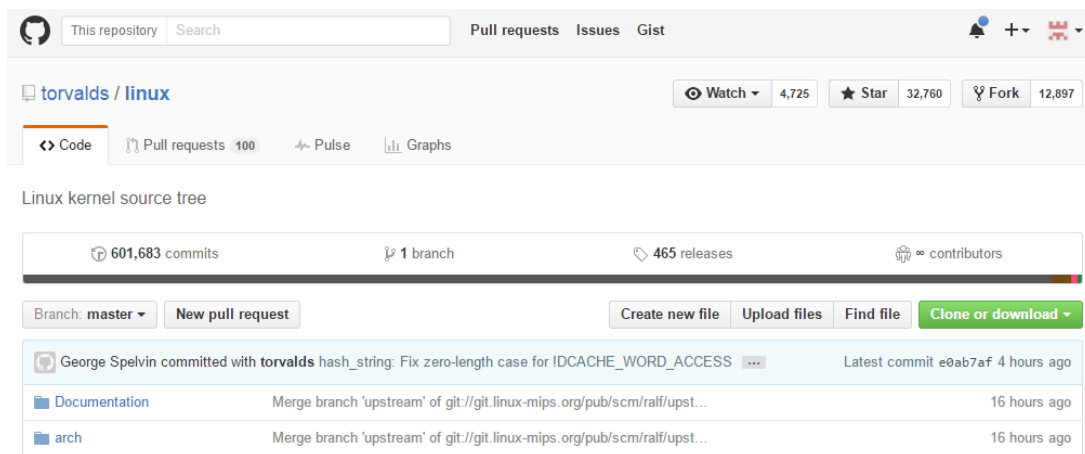 This repository Search Pull requests Issues Gist
torvalds / linux Watch 4,725 Star 32,760 Fork 12,897
Code Pull requests 100 Pulse Graphs
Linux kernel source tree
601,683 commits 1 branch 465 releases ∞ contributors
Branch: master New pull request Create new file Upload files Find file Clone or download
George Spelvin committed with torvalds hash_string: Fix zero-length case for !DCACHE_WORD_ACCESS ... Latest commit e0ab7af 4 hours ago
Documentation Merge branch 'upstream' of git://git.linux-mips.org/pub/scm/ralf/upst... 16 hours ago
arch Merge branch 'upstream' of git://git.linux-mips.org/pub/scm/ralf/upst... 16 hours ago